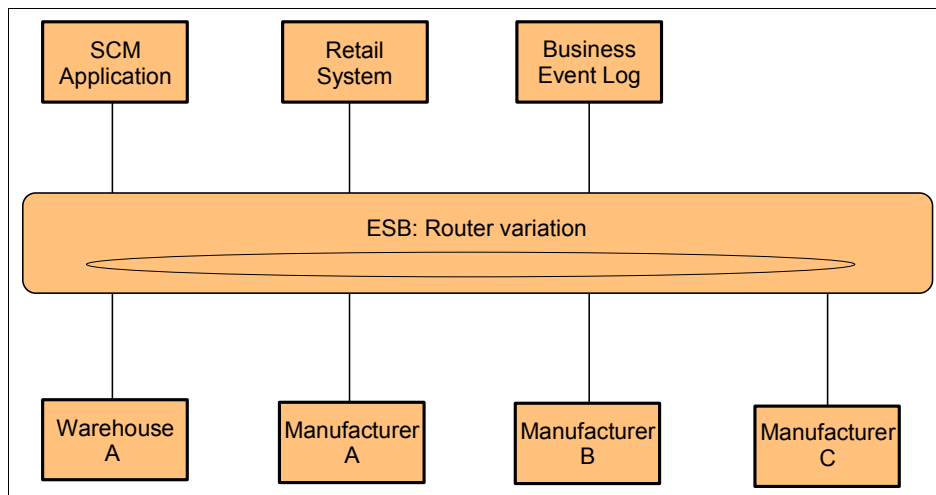 SCM
Application
Retail
System
Business
Event Log
ESB: Router variation
Warehouse
A
Manufacturer
A
Manufacturer
B
Manufacturer
C